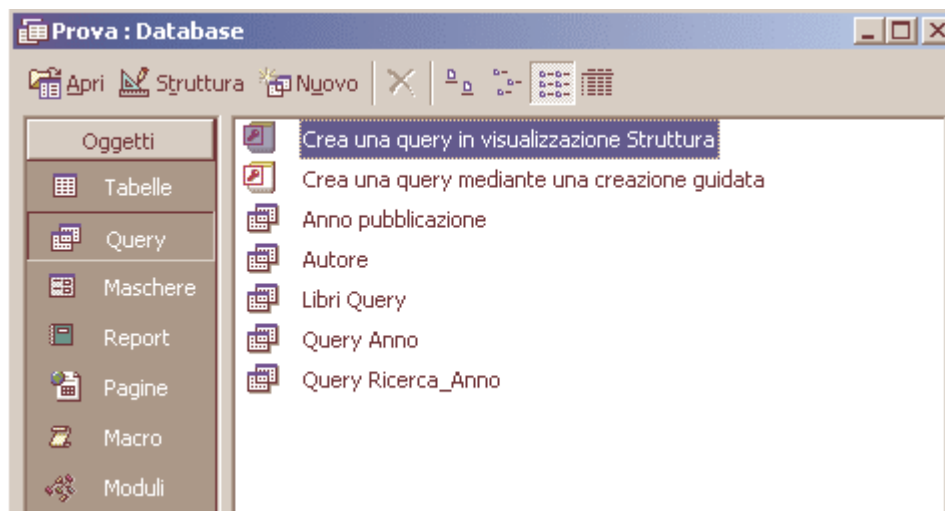 Prova : Database
Apri Struttura Nuovo
Oggetti
Tabelle
Query
Maschere
Report
Pagine
Macro
Moduli
Crea una query in visualizzazione Struttura
Crea una query mediante una creazione guidata
Anno pubblicazione
Autore
Libri Query
Query Anno
Query Ricerca_Anno